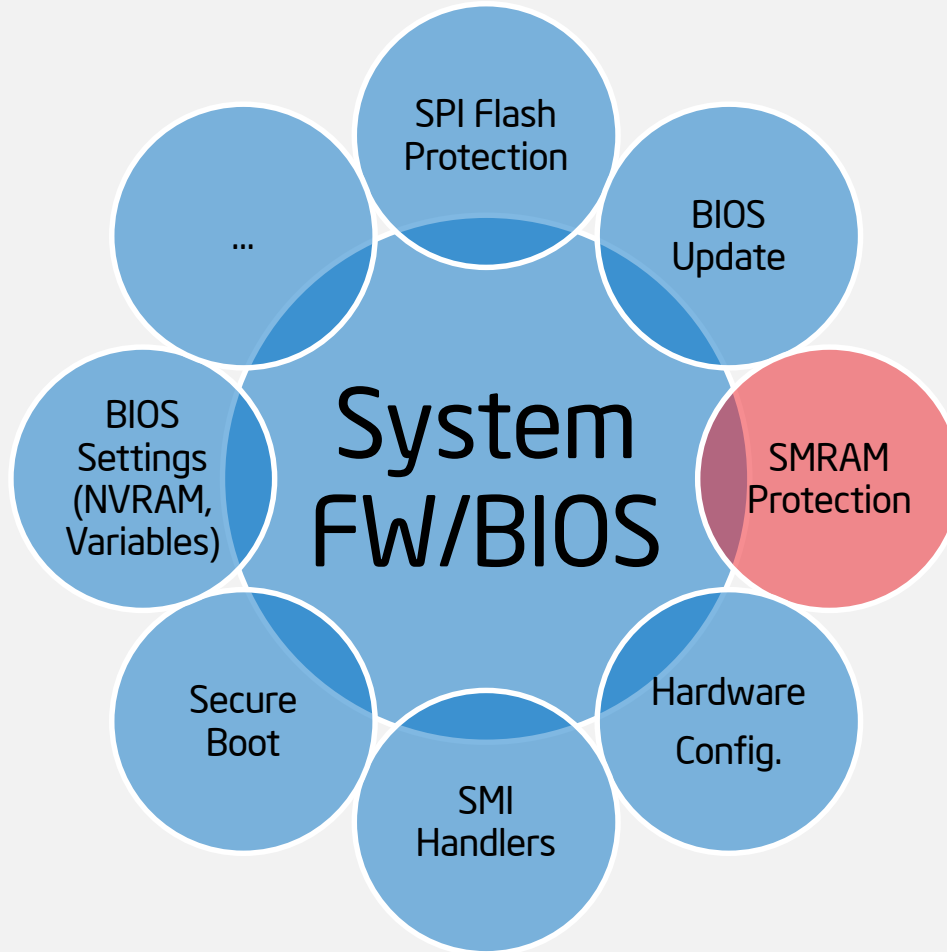 SPI Flash
Protection
BIOS
Update
SMRAM
Protection
Hardware
Config.
SMI
Handlers
Secure
Boot
BIOS
Settings
(NVRAM,
Variables)
...
System
FW/BIOS